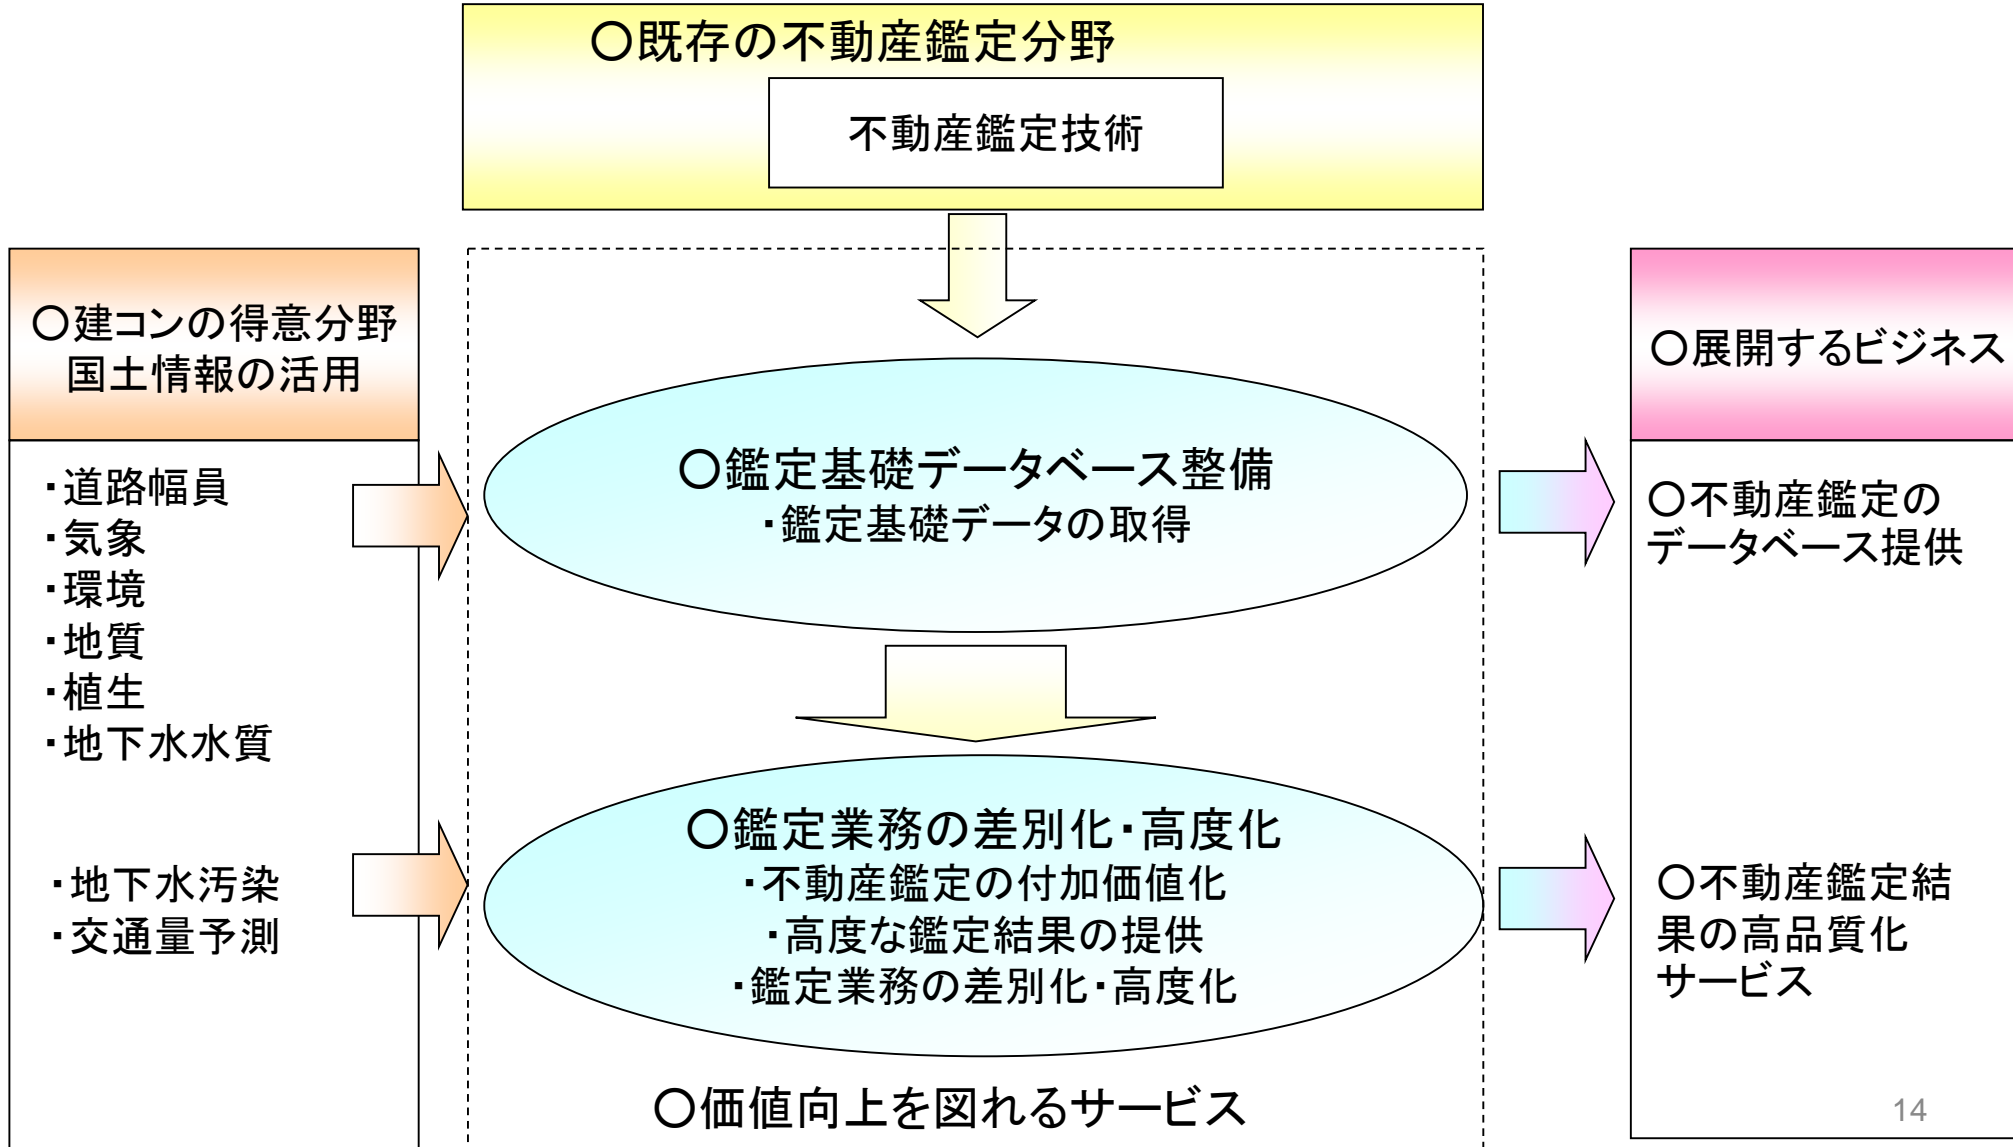 〇既存の不動産鑑定分野
不動産鑑定技術
〇建コンの得意分野
国土情報の活用
・道路幅員
・気象
・環境
・地質
・植生
・地下水水質
・地下水汚染
・交通量予測
〇鑑定基礎データベース整備
・鑑定基礎データの取得
〇鑑定業務の差別化・高度化
・不動産鑑定の付加価値化
・高度な鑑定結果の提供
・鑑定業務の差別化・高度化
〇価値向上を図れるサービス
〇展開するビジネス
〇不動産鑑定の
データベース提供
〇不動産鑑定結
果の高品質化
サービス
14